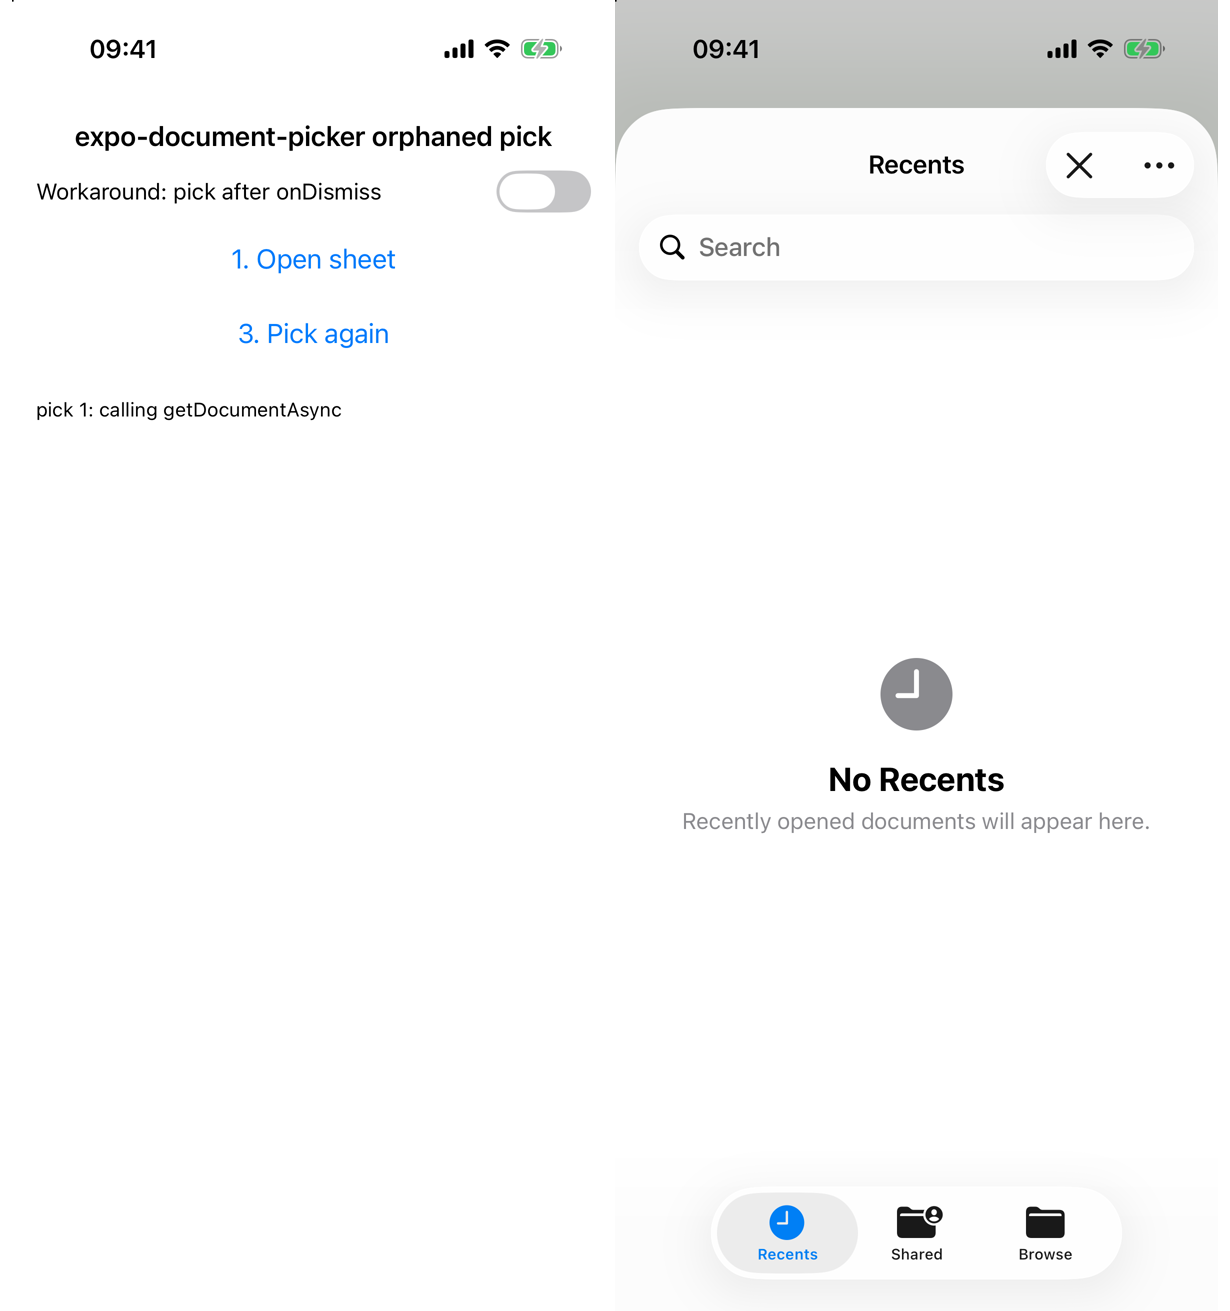 09:41
expo-document-picker orphaned pick
Workaround: pick after onDismiss
1. Open sheet
3. Pick again
pick 1: calling getDocumentAsync
09:41
Recents
Search
No Recents
Recently opened documents will appear here.
Recents
Shared
Browse